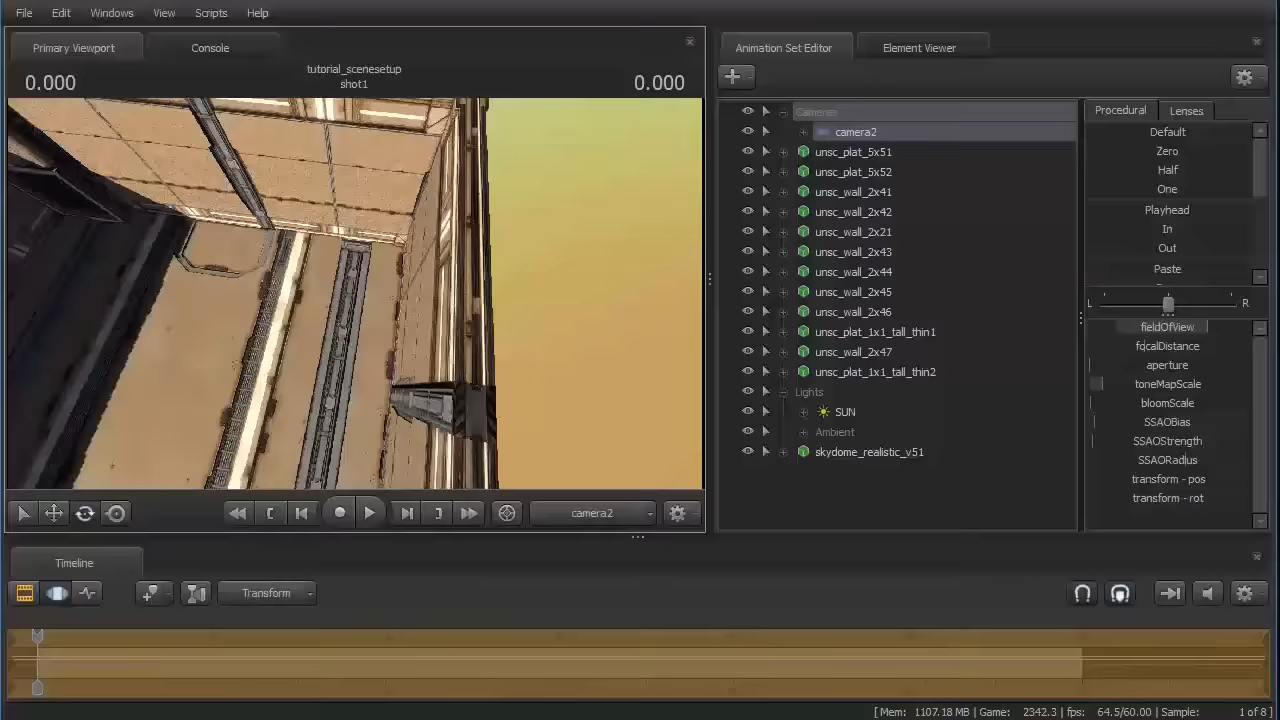 File Edit Windows View Scripts Help
Primary Viewport Console
Animation Set Editor Element Viewer
0.000 tutorial_scenesetup 0.000
shot1
Cameras
camera2
unsc_plat_5x51
unsc_plat_5x52
unsc_wall_2x41
unsc_wall_2x42
unsc_wall_2x21
unsc_wall_2x43
unsc_wall_2x44
unsc_wall_2x45
unsc_wall_2x46
unsc_plat_1x1_tall_thin1
unsc_wall_2x47
unsc_plat_1x1_tall_thin2
Lights
SUN
Ambient
skydome_realistic_v51
Procedural Lenses
Default
Zero
Half
One
Playhead
In
Out
Paste
L R
fieldOfView
focalDistance
aperture
toneMapScale
bloomScale
SSAOBias
SSAOStrength
SSAORadius
transform - pos
transform - rot
camera2
Timeline
Transform
[ Mem: 1107.18 MB | Game: 2342.3 | fps: 64.5/60.00 | Sample: 1 of 8 ]